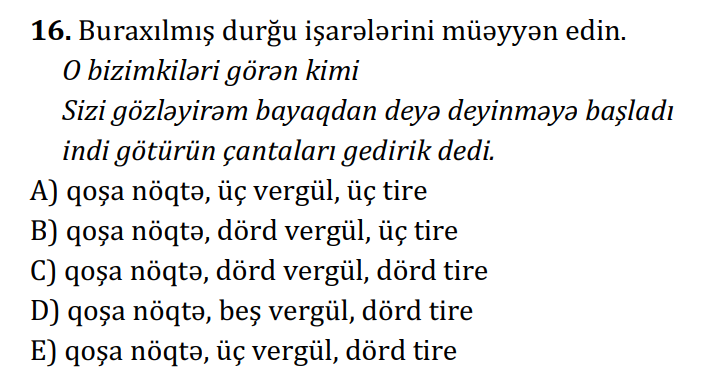 16. Buraxılmış durğu işarələrini müəyyən edin.
O bizimkiləri görən kimi
Sizi gözləyirəm bayaqdan deyə deyinməyə başladı
indi götürün çantaları gedirik dedi.
A) qoşa nöqtə, üç vergül, üç tire
B) qoşa nöqtə, dörd vergül, üç tire
C) qoşa nöqtə, dörd vergül, dörd tire
D) qoşa nöqtə, beş vergül, dörd tire
E) qoşa nöqtə, üç vergül, dörd tire